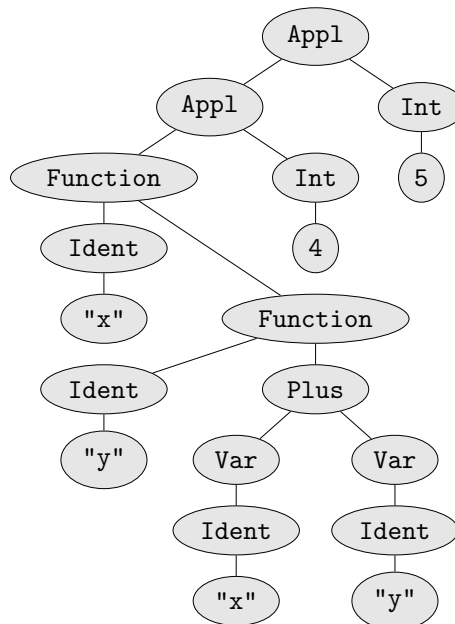 Appl
Appl
Int
Function
Int
5
Ident
4
"x"
Function
Ident
Plus
"y"
Var
Var
Ident
Ident
"x"
"y"